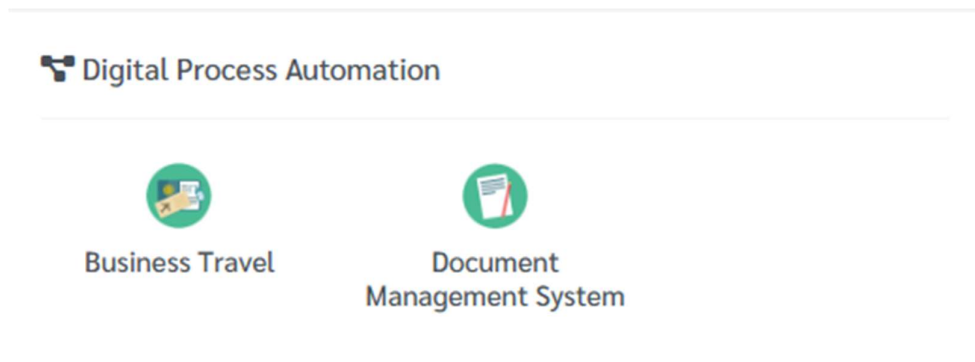 Digital Process Automation
Business Travel
Document
Management System